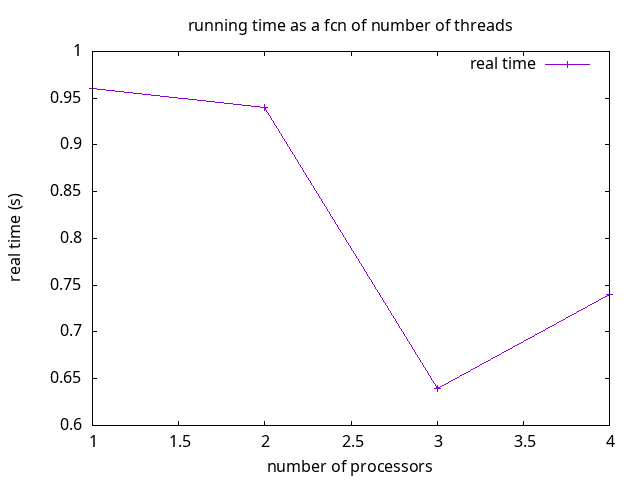 running time as a fcn of number of threads
real time
1
0.95
0.9
0.85
0.8
0.75
0.7
0.65
0.6
real time (s)
1 1.5 2 2.5 3 3.5 4
number of processors